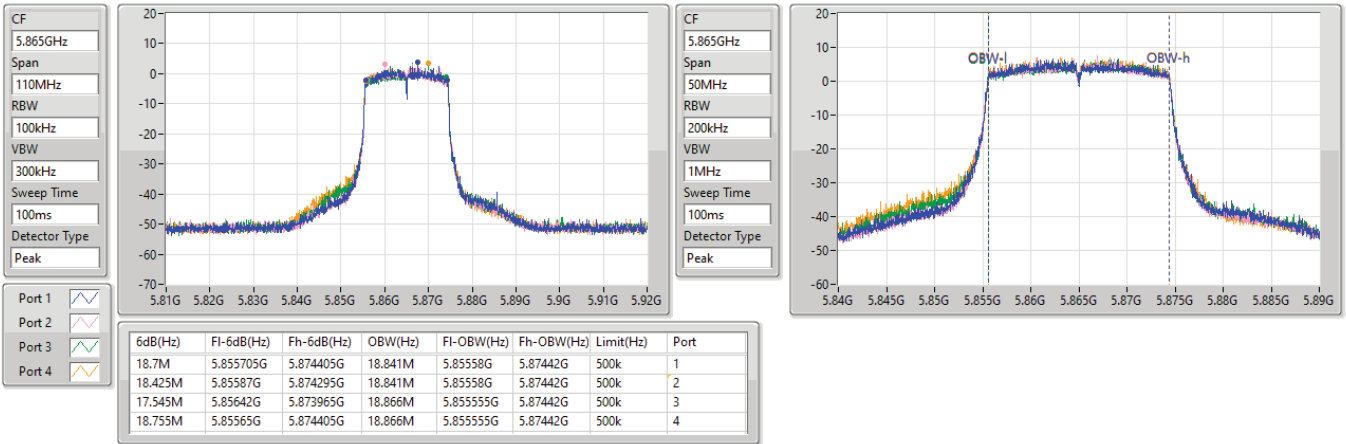 CF
5.865GHz
Span
110MHz
RBW
100kHz
VBW
300kHz
Sweep Time
100ms
Detector Type
Peak
20
10
0
-10
-20
-30
-40
-50
-60
-70
5.81G 5.82G 5.83G 5.84G 5.85G 5.86G 5.87G 5.88G 5.89G 5.9G 5.91G 5.92G
CF
5.865GHz
Span
50MHz
RBW
200kHz
VBW
1MHz
Sweep Time
100ms
Detector Type
Peak
20
10
0
-10
-20
-30
-40
-50
-60
OBW-l OBW-h
5.84G 5.845G 5.85G 5.855G 5.86G 5.865G 5.87G 5.875G 5.88G 5.885G 5.89G
Port 1
Port 2
Port 3
Port 4
6dB(Hz) Fl-6dB(Hz) Fh-6dB(Hz) OBW(Hz) Fl-OBW(Hz) Fh-OBW(Hz) Limit(Hz) Port
18.7M 5.855705G 5.874405G 18.841M 5.85558G 5.87442G 500k 1
18.425M 5.85587G 5.874295G 18.841M 5.85558G 5.87442G 500k 2
17.545M 5.85642G 5.873965G 18.866M 5.855555G 5.87442G 500k 3
18.755M 5.85565G 5.874405G 18.866M 5.855555G 5.87442G 500k 4